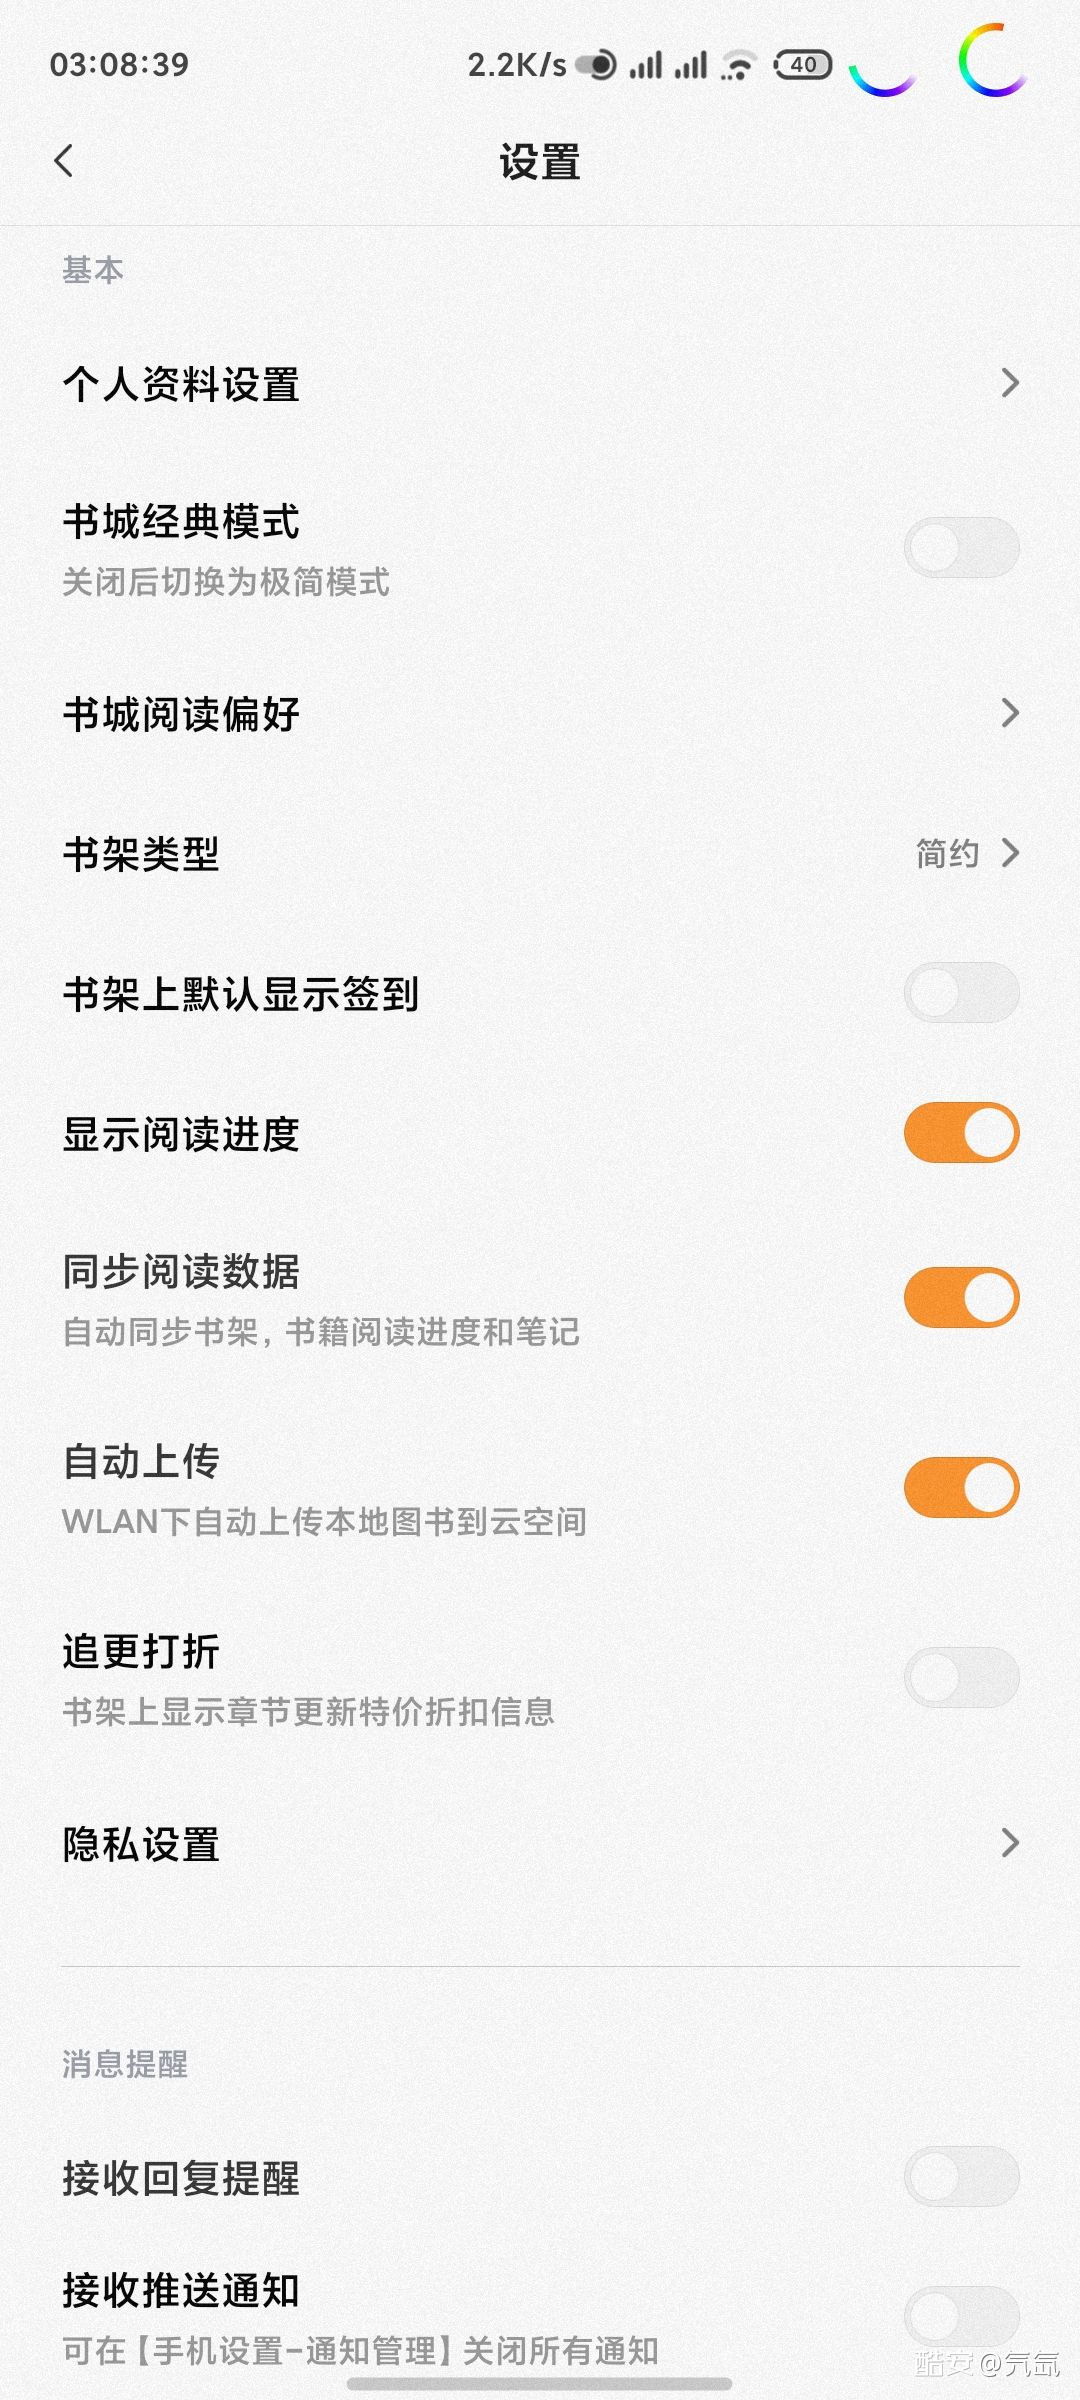 03:08:39
2.2K/s
40
设置
基本
个人资料设置
书城经典模式
关闭后切换为极简模式
书城阅读偏好
书架类型
简约
书架上默认显示签到
显示阅读进度
同步阅读数据
自动同步书架，书籍阅读进度和笔记
自动上传
WLAN下自动上传本地图书到云空间
追更打折
书架上显示章节更新特价折扣信息
隐私设置
消息提醒
接收回复提醒
接收推送通知
可在【手机设置-通知管理】关闭所有通知
酷安@氕氙